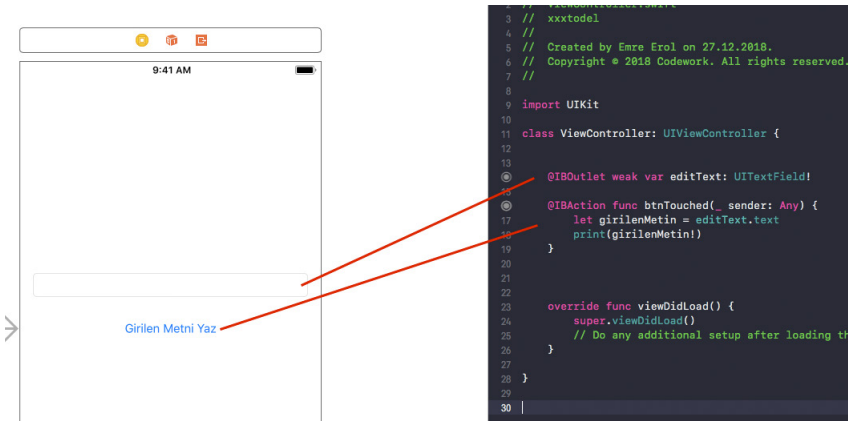 9:41 AM
Girilen Metni Yaz
2 // ViewController.swift
3 // xxxtodel
4 //
5 // Created by Emre Erol on 27.12.2018.
6 // Copyright © 2018 Codework. All rights reserved.
7 //
8
9 import UIKit
10
11 class ViewController: UIViewController {
12
13
@IBOutlet weak var editText: UITextField!
15
@IBAction func btnTouched(_ sender: Any) {
17 let girilenMetin = editText.text
18 print(girilenMetin!)
19 }
20
21
22
23 override func viewDidLoad() {
24 super.viewDidLoad()
25 // Do any additional setup after loading th
26 }
27
28 }
29
30